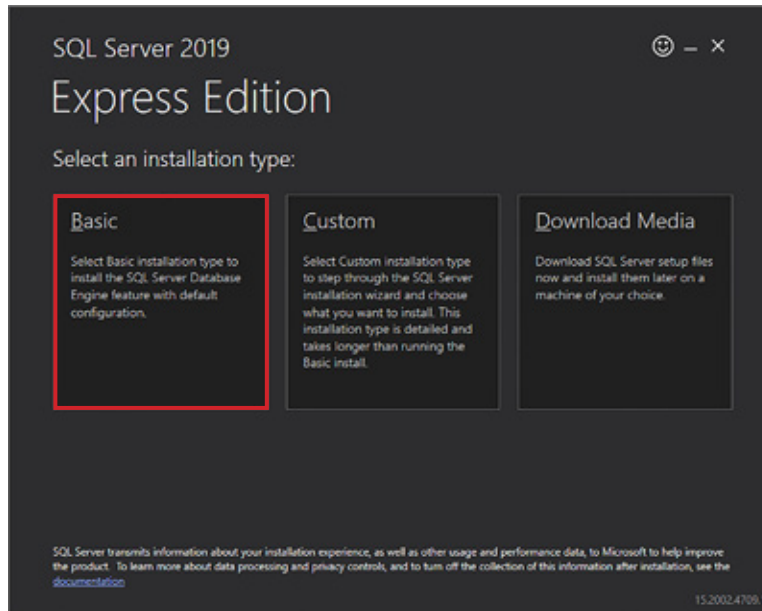 SQL Server 2019
Express Edition
Select an installation type:
Basic
Select Basic installation type to
install the SQL Server Database
Engine feature with default
configuration.
Custom
Select Custom installation type
to step through the SQL Server
installation wizard and choose
what you want to install. This
installation type is detailed and
takes longer than running the
Basic install.
Download Media
Download SQL Server setup files
now and install them later on a
machine of your choice.
SQL Server transmits information about your installation experience, as well as other usage and performance data, to Microsoft to help improve
the product. To learn more about data processing and privacy controls, and to turn off the collection of this information after installation, see the
documentation
15.2002.4709.